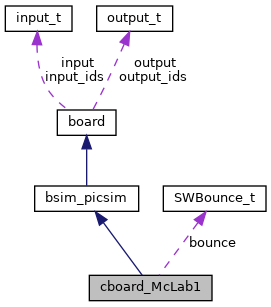 input_t
output_t
input
input_ids
output
output_ids
board
bsim_picsim
SWBounce_t
bounce
cboard_McLab1